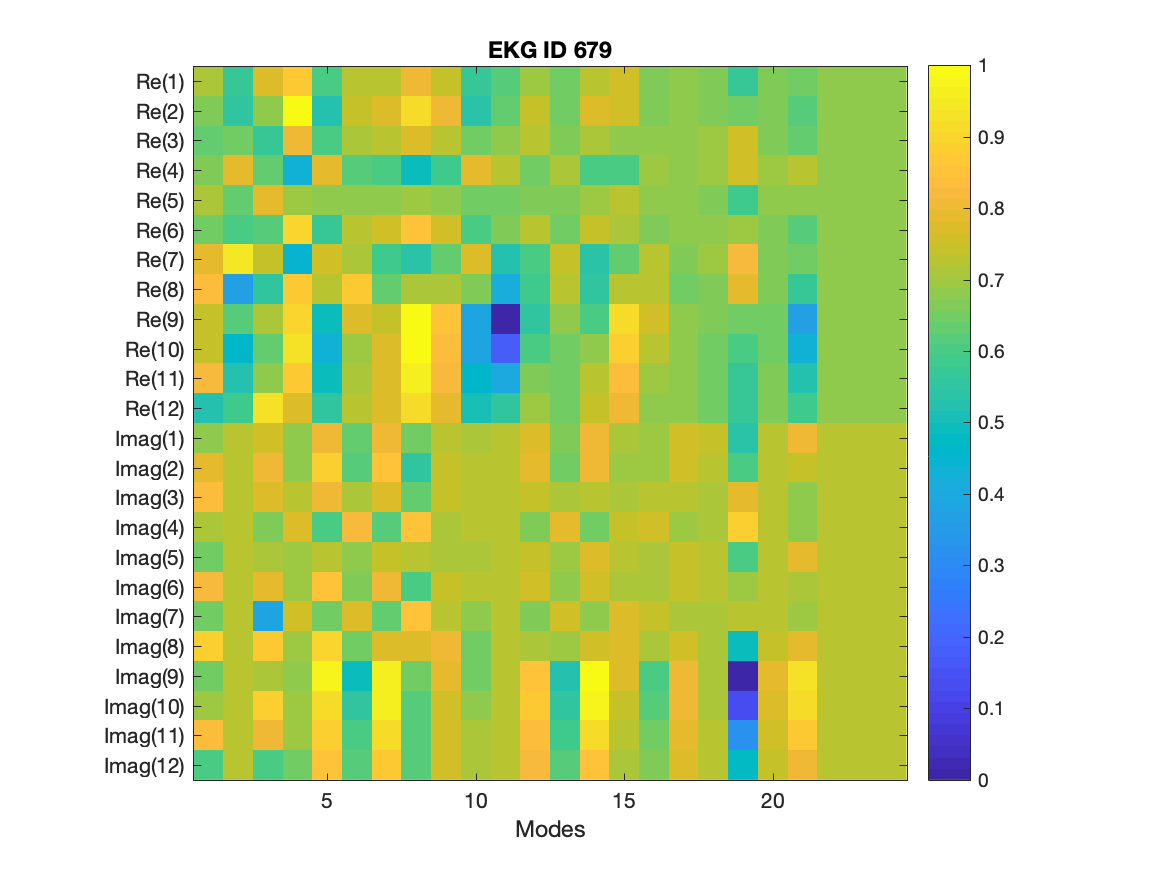 EKG ID 679
Re(1)
Re(2)
Re(3)
Re(4)
Re(5)
Re(6)
Re(7)
Re(8)
Re(9)
Re(10)
Re(11)
Re(12)
Imag(1)
Imag(2)
Imag(3)
Imag(4)
Imag(5)
Imag(6)
Imag(7)
Imag(8)
Imag(9)
Imag(10)
Imag(11)
Imag(12)
5 10 15 20
Modes
1
0.9
0.8
0.7
0.6
0.5
0.4
0.3
0.2
0.1
0